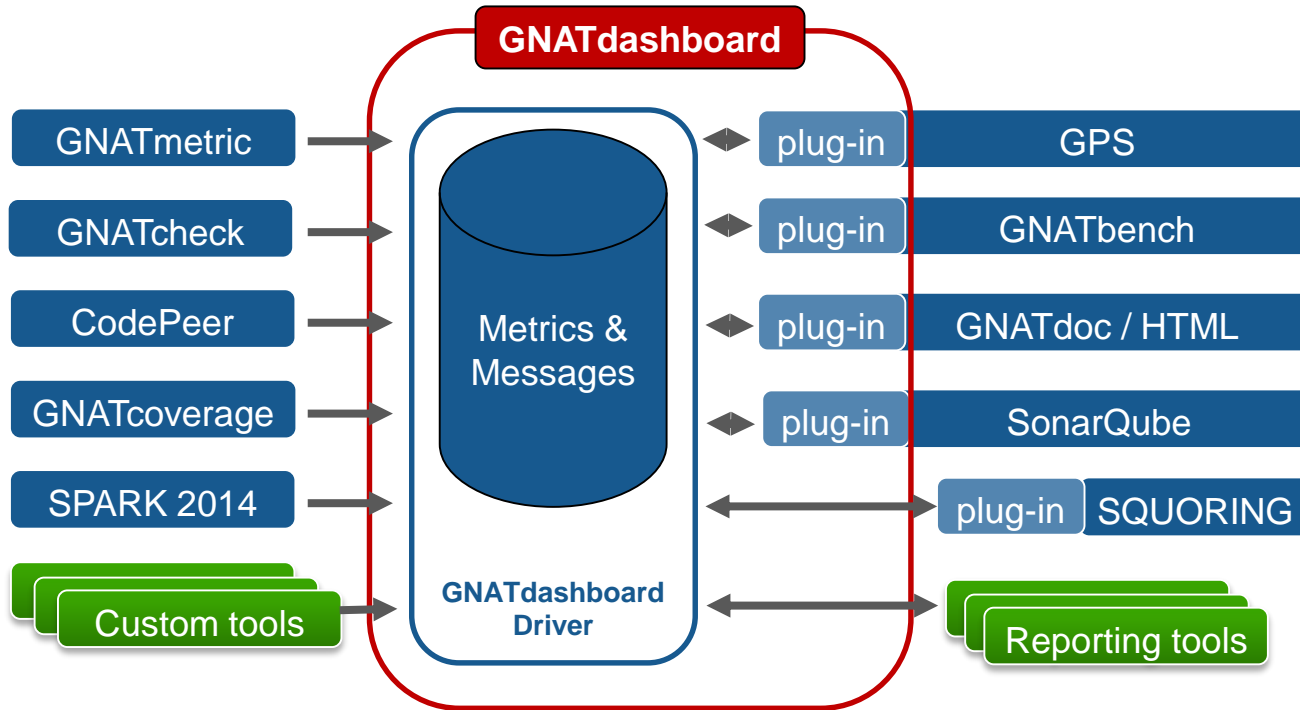 GNATdashboard
GNATmetric
GNATcheck
CodePeer
GNATcoverage
SPARK 2014
Custom tools
Metrics &
Messages
GNATdashboard
Driver
plug-in
GPS
plug-in
GNATbench
plug-in
GNATdoc / HTML
plug-in
SonarQube
plug-in
SQUORING
Reporting tools